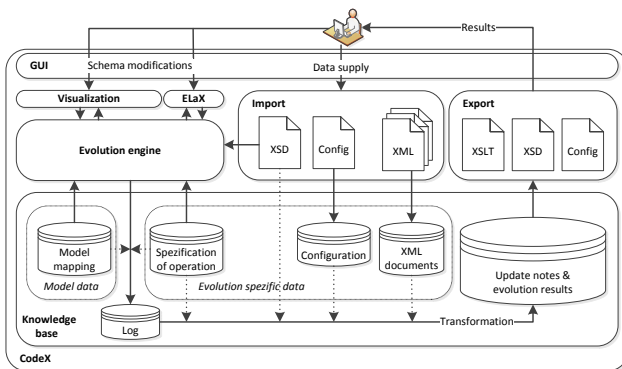 Results
GUI
Schema modifications
Data supply
Visualization
ELaX
Import
Export
Evolution engine
XSD
Config
XML
XSLT
XSD
Config
Model
mapping
Spezification
of operation
Configuration
XML
documents
Update notes &
evolution results
Model data
Evolution spezific data
Knowledge
base
Log
Transformation
CodeX